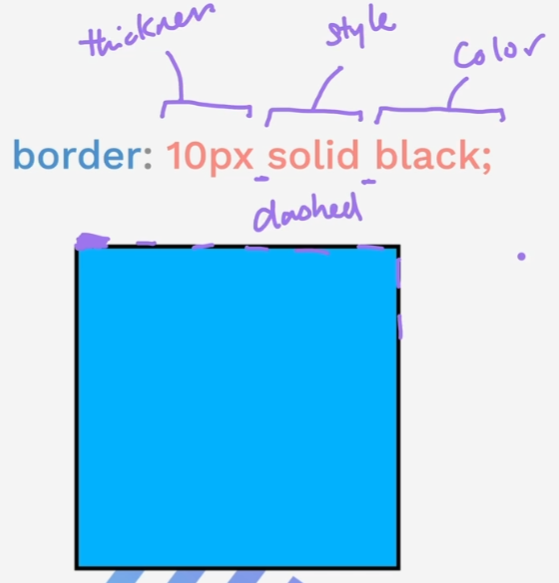 thickness
style
color
border: 10px solid black;
dashed